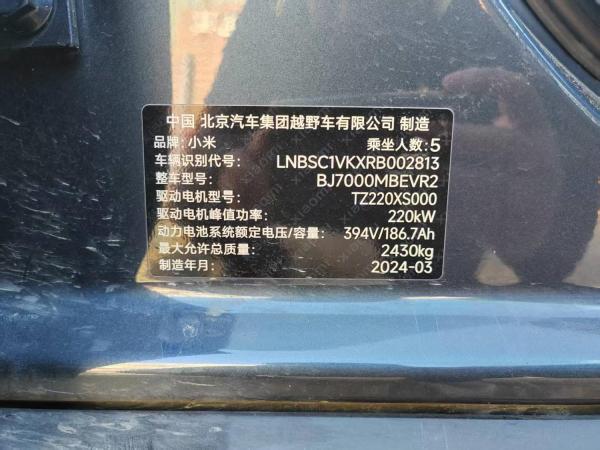 中国 北京汽车集团越野车有限公司 制造
品牌:小米 乘坐人数:5
车辆识别代号: LNBSC1VKXRB002813
整车型号: BJ7000MBEVR2
驱动电机型号: TZ220XS000
驱动电机峰值功率: 220kW
动力电池系统额定电压/容量: 394V/186.7Ah
最大允许总质量: 2430kg
制造年月: 2024-03